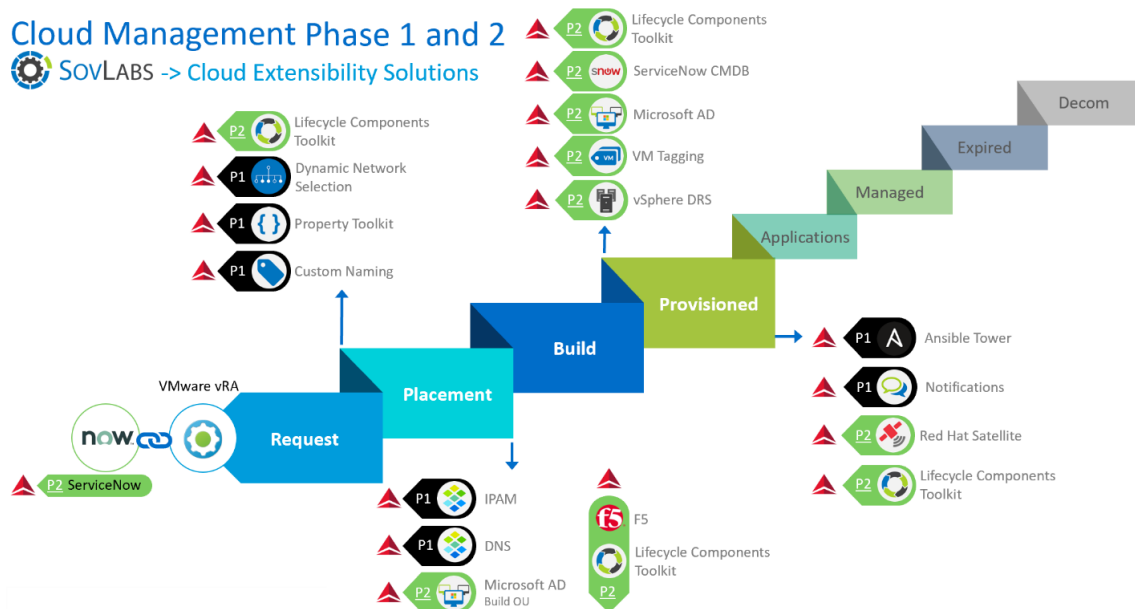 Cloud Management Phase 1 and 2
SOVLABS -> Cloud Extensibility Solutions
P2 Lifecycle Components
Toolkit
P1 Dynamic Network
Selection
P1 { } Property Toolkit
P1 Custom Naming
P2 Lifecycle Components
Toolkit
P2 snow ServiceNow CMDB
P2 Microsoft AD
P2 VM VM Tagging
P2 vSphere DRS
Decom
Expired
Managed
Applications
Provisioned
Build
Placement
Request
VMware vRA
now
P2 ServiceNow
P1 IPAM
P1 DNS
P2 Microsoft AD
Build OU
f5 F5
Lifecycle Components
Toolkit
P2
P1 Ansible Tower
P1 Notifications
P2 Red Hat Satellite
P2 Lifecycle Components
Toolkit